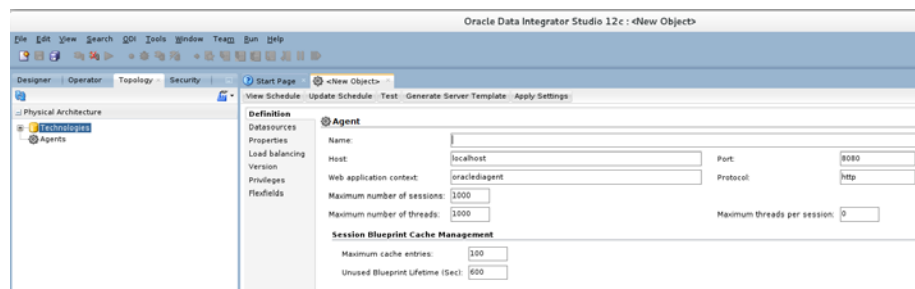 Oracle Data Integrator Studio 12c : <New Object>
File Edit View Search ODI Tools Window Team Run Help
Designer Operator Topology Security
Start Page <New Object>
View Schedule Update Schedule Test Generate Server Template Apply Settings
Physical Architecture
Technologies
Agents
Definition
Datasources
Properties
Load balancing
Version
Privileges
Flexfields
Agent
Name:
Host: localhost Port: 8080
Web application context: oraclediagent Protocol: http
Maximum number of sessions: 1000
Maximum number of threads: 1000 Maximum threads per session: 0
Session Blueprint Cache Management
Maximum cache entries: 100
Unused Blueprint Lifetime (Sec): 600